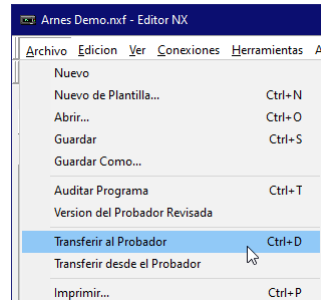 Arnes Demo.nxf - Editor NX
Archivo Edicion Ver Conexiones Herramientas A
Nuevo
Nuevo de Plantilla... Ctrl+N
Abrir... Ctrl+O
Guardar Ctrl+S
Guardar Como...
Auditar Programa Ctrl+T
Version del Probador Revisada
Transferir al Probador Ctrl+D
Transferir desde el Probador
Imprimir... Ctrl+P